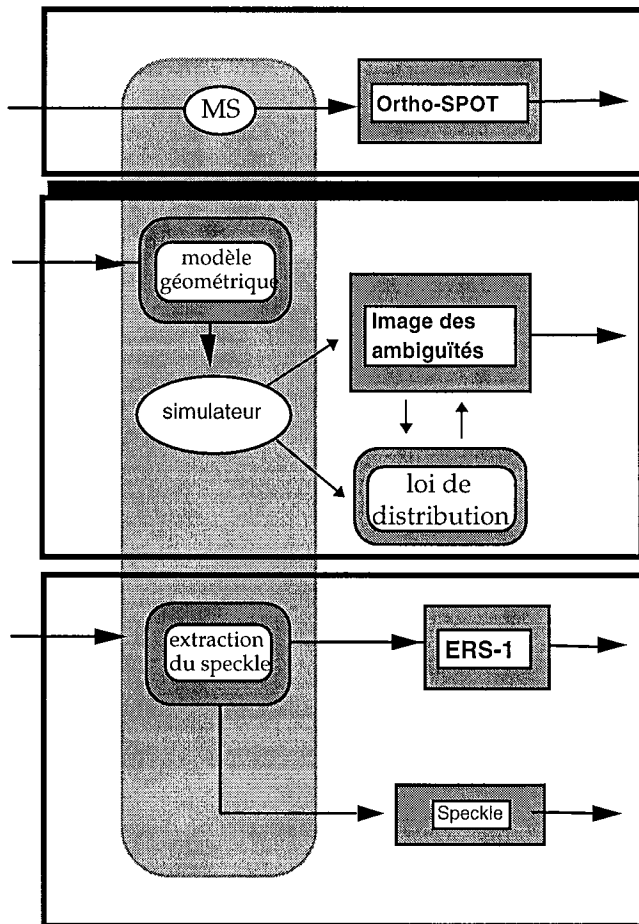 MS
Ortho-SPOT
modèle
géométrique
Image des
ambiguïtés
simulateur
loi de
distribution
extraction
du speckle
ERS-1
Speckle